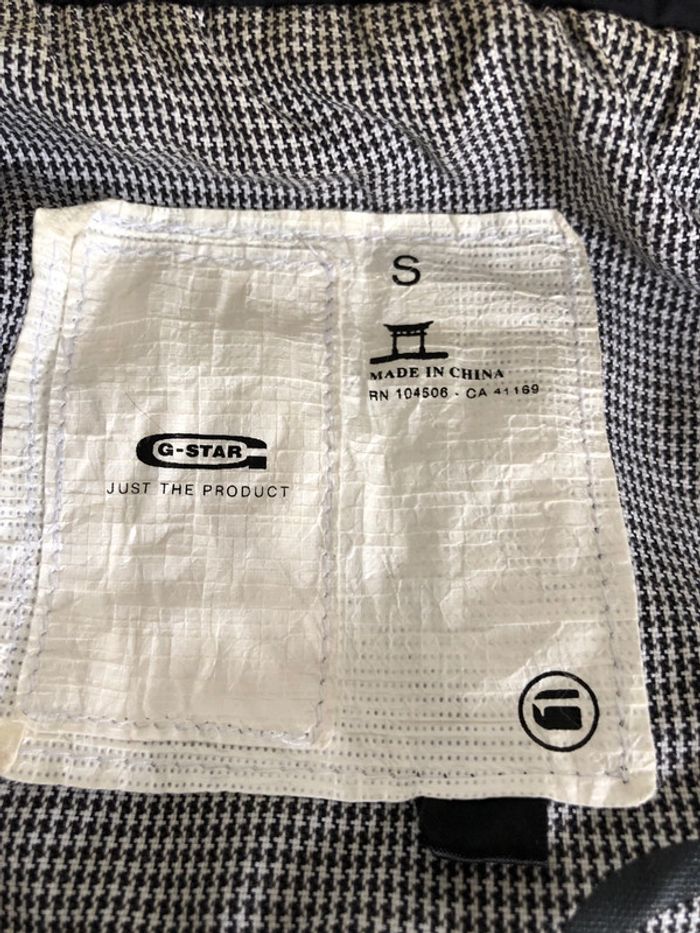 G-STAR
JUST THE PRODUCT
S
MADE IN CHINA
RN 104506 - CA 41169